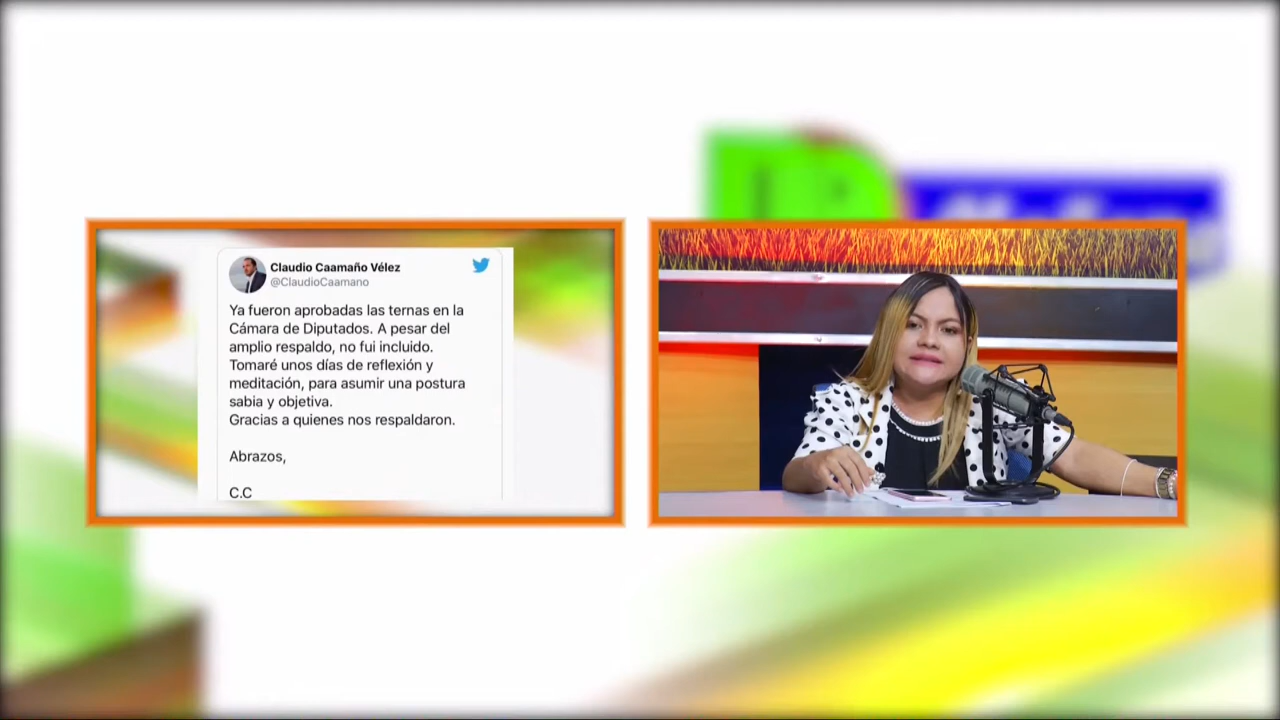 Claudio Caamaño Vélez
@ClaudioCaamano
Ya fueron aprobadas las ternas en la
Cámara de Diputados. A pesar del
amplio respaldo, no fui incluido.
Tomaré unos días de reflexión y
meditación, para asumir una postura
sabia y objetiva.
Gracias a quienes nos respaldaron.
Abrazos,
C.C